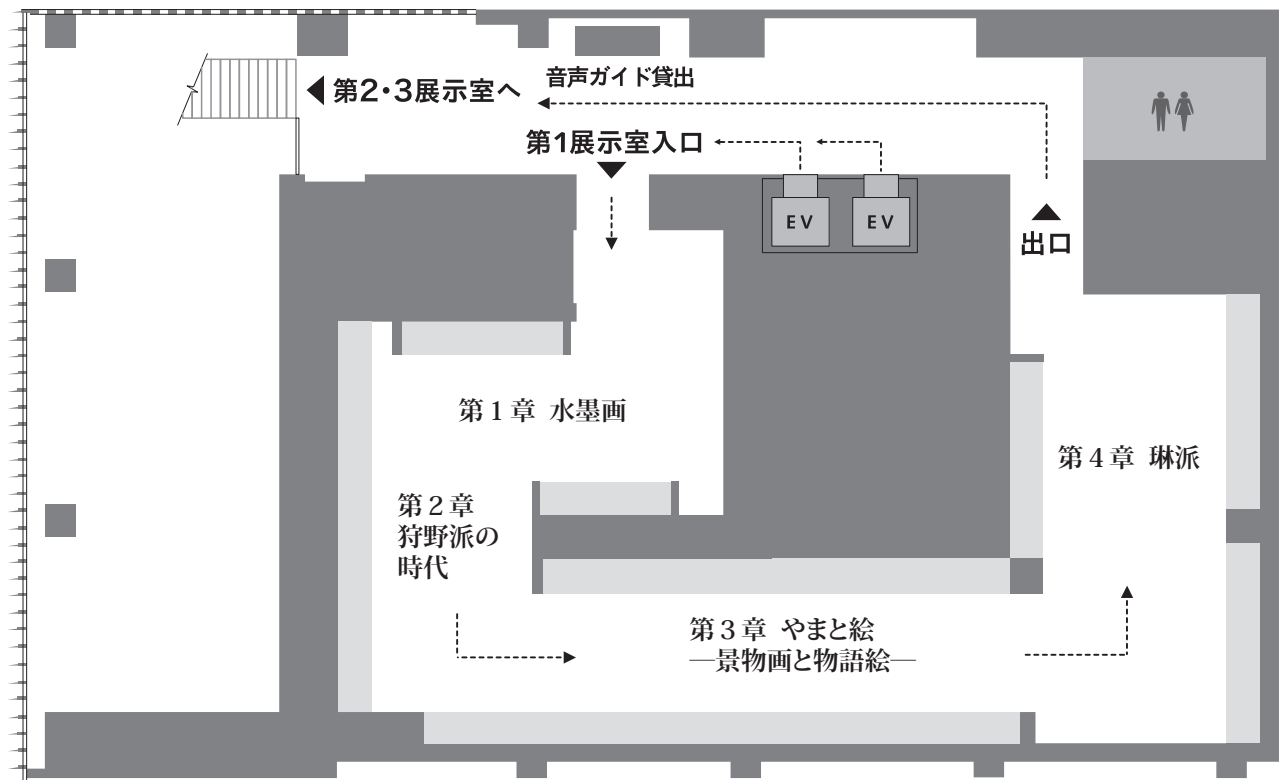 音声ガイド貸出
第2・3展示室へ
第1展示室入口
EV
EV
出口
第1章 水墨画
第2章
狩野派の
時代
第3章 やまと絵
―景物画と物語絵―
第4章 琳派